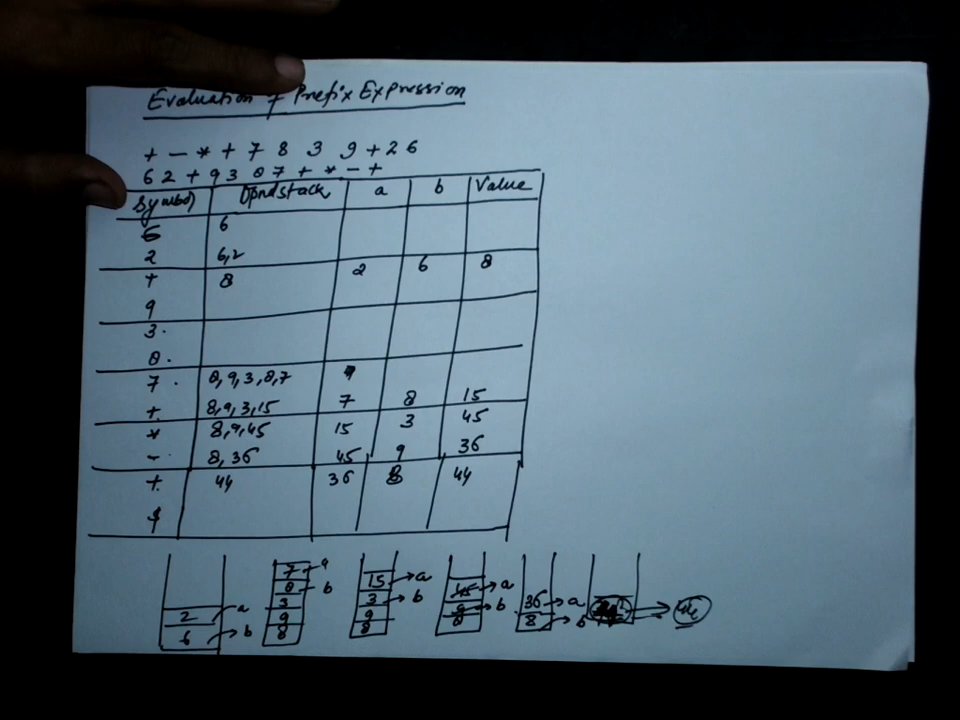 Evaluation of Prefix Expression
+ - * + 7 8 3 9 + 2 6
6 2 + 9 3 8 7 + * - +
Symbol Opndstack a b Value
6 6
2 6,2
+ 8 2 6 8
9
3.
8.
7. 8,9,3,8,7
+. 8,9,3,15 7 8 15
* 8,9,45 15 3 45
-. 8,36 45 9 36
+. 44 36 8 44
$
7 a
8 b
3
9
8
2 a
6 b
15 a
3 b
9
8
45 a
9 b
8
36 a
8 b
44